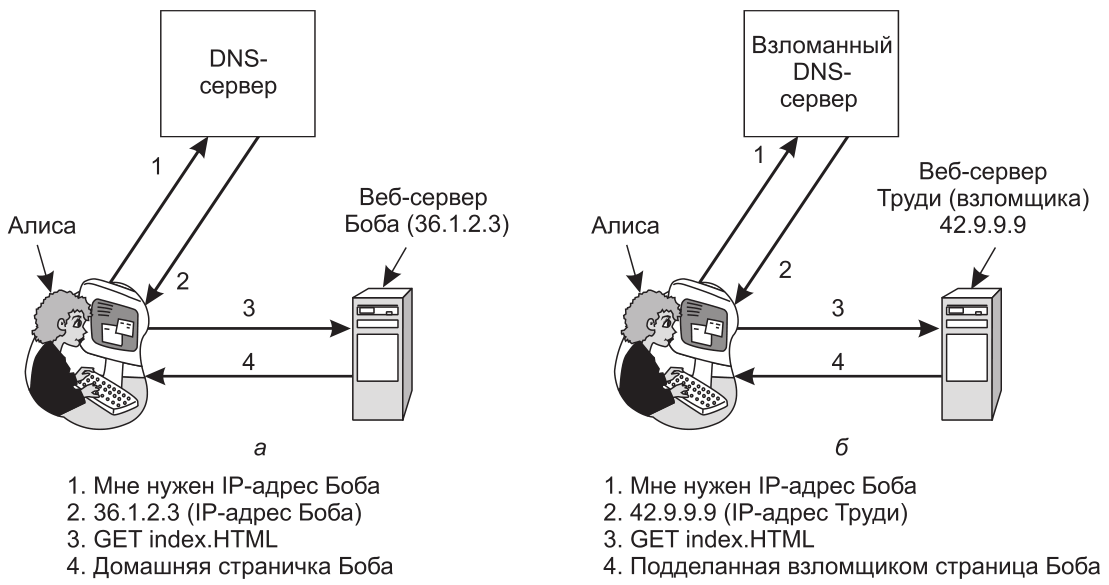 DNS-
сервер
1
2
Алиса
Веб-сервер
Боба (36.1.2.3)
3
4
а
1. Мне нужен IP-адрес Боба
2. 36.1.2.3 (IP-адрес Боба)
3. GET index.HTML
4. Домашняя страничка Боба
Взломанный
DNS-
сервер
1
2
Алиса
Веб-сервер
Труди (взломщика)
42.9.9.9
3
4
б
1. Мне нужен IP-адрес Боба
2. 42.9.9.9 (IP-адрес Труди)
3. GET index.HTML
4. Подделанная взломщиком страница Боба